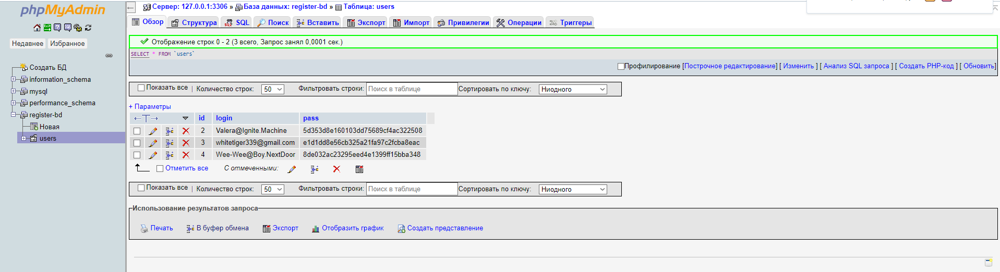 phpMyAdmin
Недавнее Избранное
Создать БД
information_schema
mysql
performance_schema
register-bd
Новая
users
Сервер: 127.0.0.1:3306 » База данных: register-bd » Таблица: users
Обзор Структура SQL Поиск Вставить Экспорт Импорт Привилегии Операции Триггеры
Отображение строк 0 - 2 (3 всего, Запрос занял 0,0001 сек.)
SELECT * FROM `users`
Профилирование [Построчное редактирование] [ Изменить ] [ Анализ SQL запроса ] [ Создать PHP-код ] [ Обновить]
Показать все | Количество строк: 50 Фильтровать строки: Поиск в таблице Сортировать по ключу: Ниодного
+ Параметры
←T→ id login pass
2 Valera@Ignite.Machine 5d353d8e160103dd75689cf4ac322508
3 whitetiger339@gmail.com e1d1dd8e56cb325a21fa97c2fcba8eac
4 Wee-Wee@Boy.NextDoor 8de032ac23295eed4e1399ff15bba348
Отметить все С отмеченными:
Показать все | Количество строк: 50 Фильтровать строки: Поиск в таблице Сортировать по ключу: Ниодного
Использование результатов запроса
Печать В буфер обмена Экспорт Отобразить график Создать представление